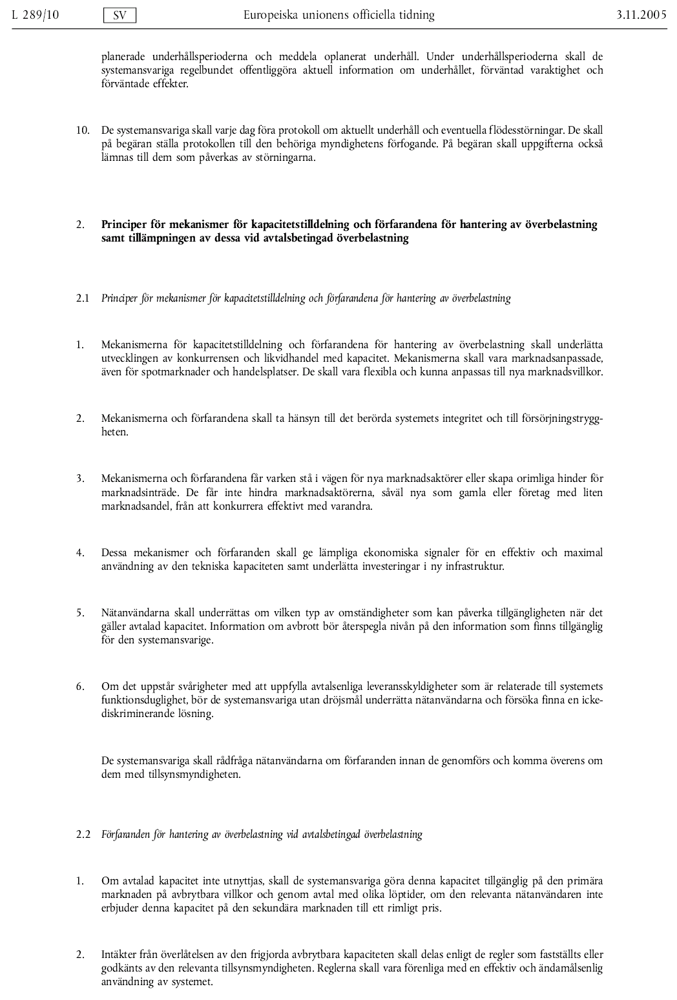 L 289/10 SV Europeiska unionens officiella tidning 3.11.2005
planerade underhållsperioderna och meddela oplanerat underhåll. Under underhållsperioderna skall de
systemansvariga regelbundet offentliggöra aktuell information om underhållet, förväntad varaktighet och
förväntade effekter.
10. De systemansvariga skall varje dag föra protokoll om aktuellt underhåll och eventuella flödesstörningar. De skall
på begäran ställa protokollen till den behöriga myndighetens förfogande. På begäran skall uppgifterna också
lämnas till dem som påverkas av störningarna.
2. Principer för mekanismer för kapacitetstilldelning och förfarandena för hantering av överbelastning
samt tillämpningen av dessa vid avtalsbetingad överbelastning
2.1 Principer för mekanismer för kapacitetstilldelning och förfarandena för hantering av överbelastning
1. Mekanismerna för kapacitetstilldelning och förfarandena för hantering av överbelastning skall underlätta
utvecklingen av konkurrensen och likvidhandel med kapacitet. Mekanismerna skall vara marknadsanpassade,
även för spotmarknader och handelsplatser. De skall vara flexibla och kunna anpassas till nya marknadsvillkor.
2. Mekanismerna och förfarandena skall ta hänsyn till det berörda systemets integritet och till försörjningstrygg-
heten.
3. Mekanismerna och förfarandena får varken stå i vägen för nya marknadsaktörer eller skapa orimliga hinder för
marknadsinträde. De får inte hindra marknadsaktörerna, såväl nya som gamla eller företag med liten
marknadsandel, från att konkurrera effektivt med varandra.
4. Dessa mekanismer och förfaranden skall ge lämpliga ekonomiska signaler för en effektiv och maximal
användning av den tekniska kapaciteten samt underlätta investeringar i ny infrastruktur.
5. Nätanvändarna skall underrättas om vilken typ av omständigheter som kan påverka tillgängligheten när det
gäller avtalad kapacitet. Information om avbrott bör återspegla nivån på den information som finns tillgänglig
för den systemansvarige.
6. Om det uppstår svårigheter med att uppfylla avtalsenliga leveransskyldigheter som är relaterade till systemets
funktionsduglighet, bör de systemansvariga utan dröjsmål underrätta nätanvändarna och försöka finna en icke-
diskriminerande lösning.
De systemansvariga skall rådfråga nätanvändarna om förfaranden innan de genomförs och komma överens om
dem med tillsynsmyndigheten.
2.2 Förfaranden för hantering av överbelastning vid avtalsbetingad överbelastning
1. Om avtalad kapacitet inte utnyttjas, skall de systemansvariga göra denna kapacitet tillgänglig på den primära
marknaden på avbrytbara villkor och genom avtal med olika löptider, om den relevanta nätanvändaren inte
erbjuder denna kapacitet på den sekundära marknaden till ett rimligt pris.
2. Intäkter från överlåtelsen av den frigjorda avbrytbara kapaciteten skall delas enligt de regler som fastställts eller
godkänts av den relevanta tillsynsmyndigheten. Reglerna skall vara förenliga med en effektiv och ändamålsenlig
användning av systemet.